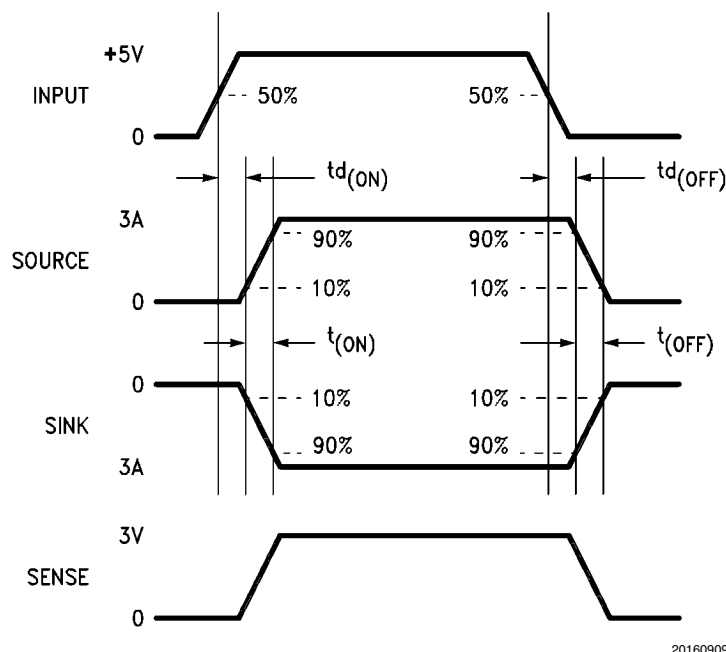 +5V
INPUT
50%
50%
0
td(ON)
td(OFF)
3A
90%
90%
SOURCE
10%
10%
0
t(ON)
t(OFF)
0
10%
10%
SINK
90%
90%
3A
3V
SENSE
0
20160909